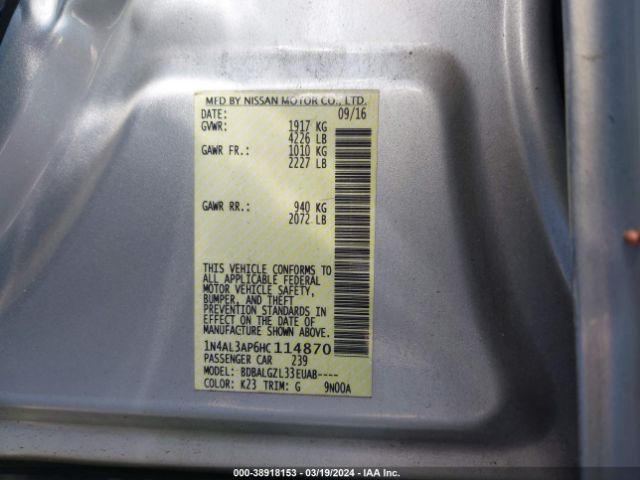 MFD BY NISSAN MOTOR CO., LTD.
DATE: 09/16
GVWR: 1917 KG
4226 LB
GAWR FR.: 1010 KG
2227 LB
GAWR RR.: 940 KG
2072 LB
THIS VEHICLE CONFORMS TO
ALL APPLICABLE FEDERAL
MOTOR VEHICLE SAFETY,
BUMPER, AND THEFT
PREVENTION STANDARDS IN
EFFECT ON THE DATE OF
MANUFACTURE SHOWN ABOVE.
1N4AL3AP6HC114870
PASSENGER CAR 239
MODEL: BDBALGZL33EUAB----
COLOR: K23 TRIM: G 9N00A
000-38918153 — 03/19/2024 — IAA Inc.